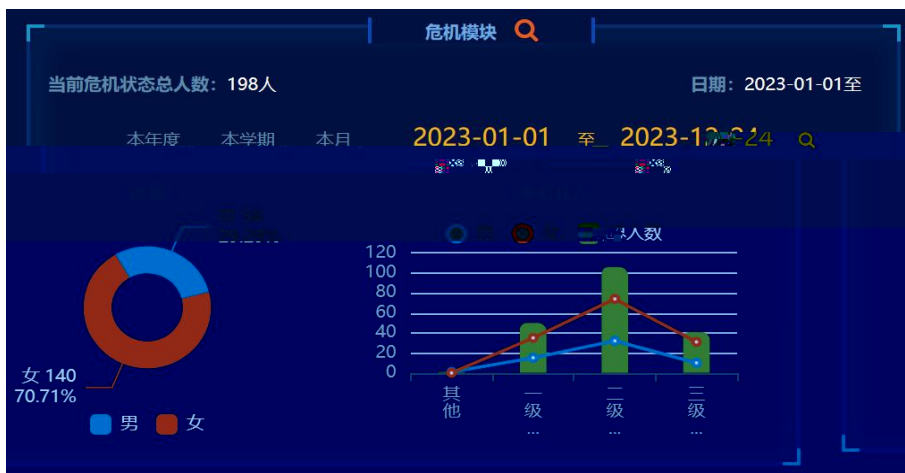 危机模块
当前危机状态总人数：198人
日期：2023-01-01至
本年度 本学期 本月 2023-01-01 至
人数
120
100
80
60
40
20
0
其他 一级... 二级... 三级...
女 140
70.71%
男 女